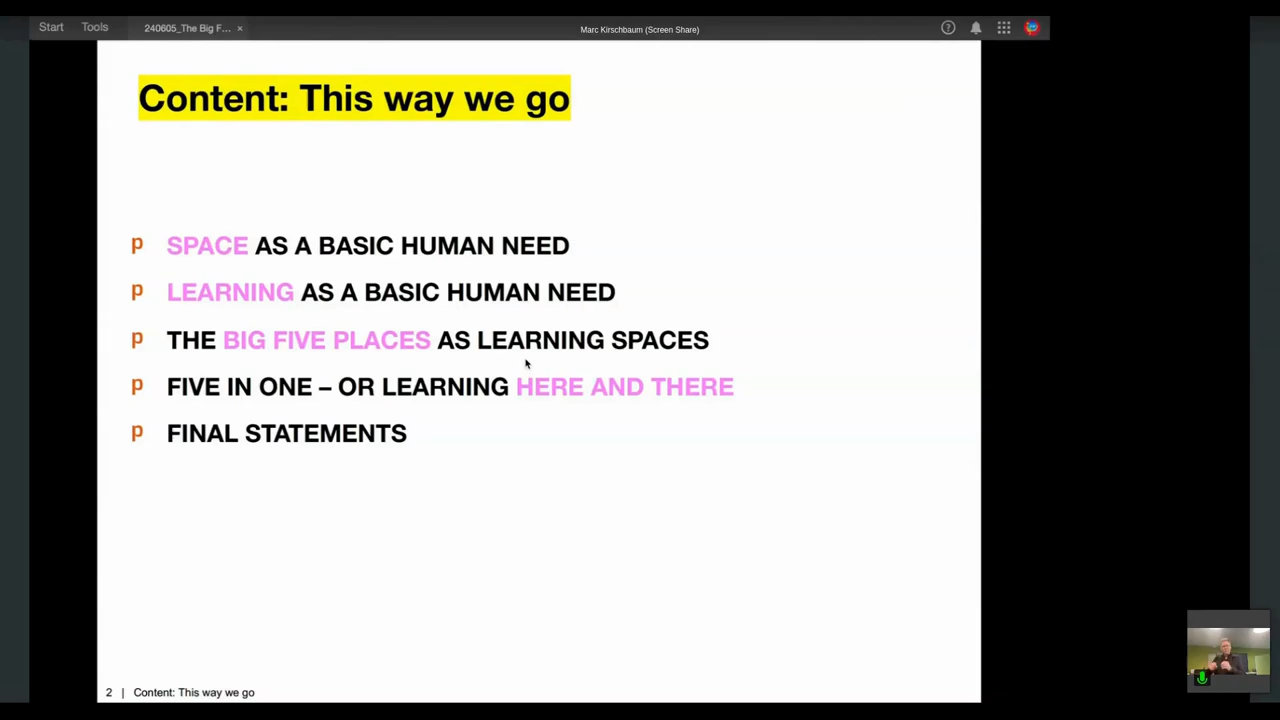 Start Tools 240605_The Big F... × Marc Kirschbaum (Screen Share)
Content: This way we go
p SPACE AS A BASIC HUMAN NEED
p LEARNING AS A BASIC HUMAN NEED
p THE BIG FIVE PLACES AS LEARNING SPACES
p FIVE IN ONE – OR LEARNING HERE AND THERE
p FINAL STATEMENTS
2 | Content: This way we go